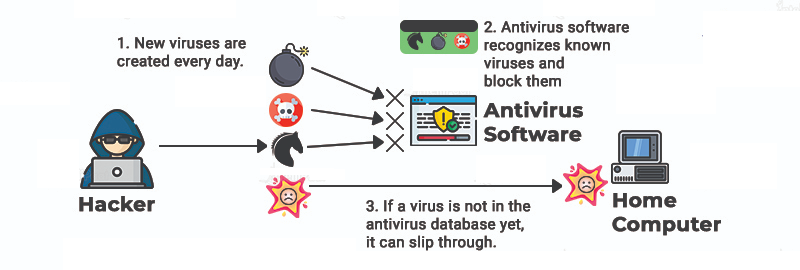 1. New viruses are
created every day.
2. Antivirus software
recognizes known
viruses and
block them
Antivirus
Software
Hacker
3. If a virus is not in the
antivirus database yet,
it can slip through.
Home
Computer